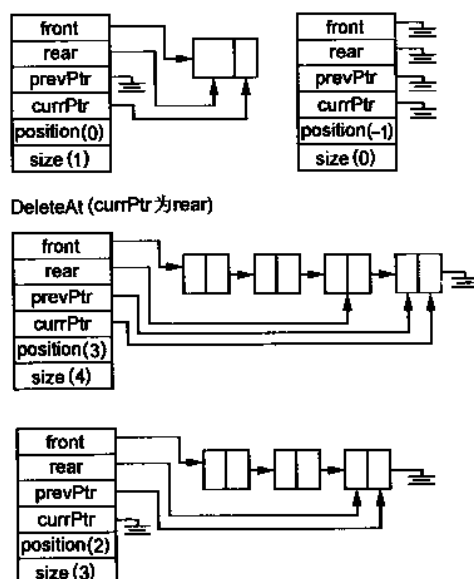 front
rear
prevPtr
currPtr
position(0)
size(1)
front
rear
prevPtr
currPtr
position(-1)
size(0)
DeleteAt (currPtr为rear)
front
rear
prevPtr
currPtr
position(3)
size(4)
front
rear
prevPtr
currPtr
position(2)
size(3)